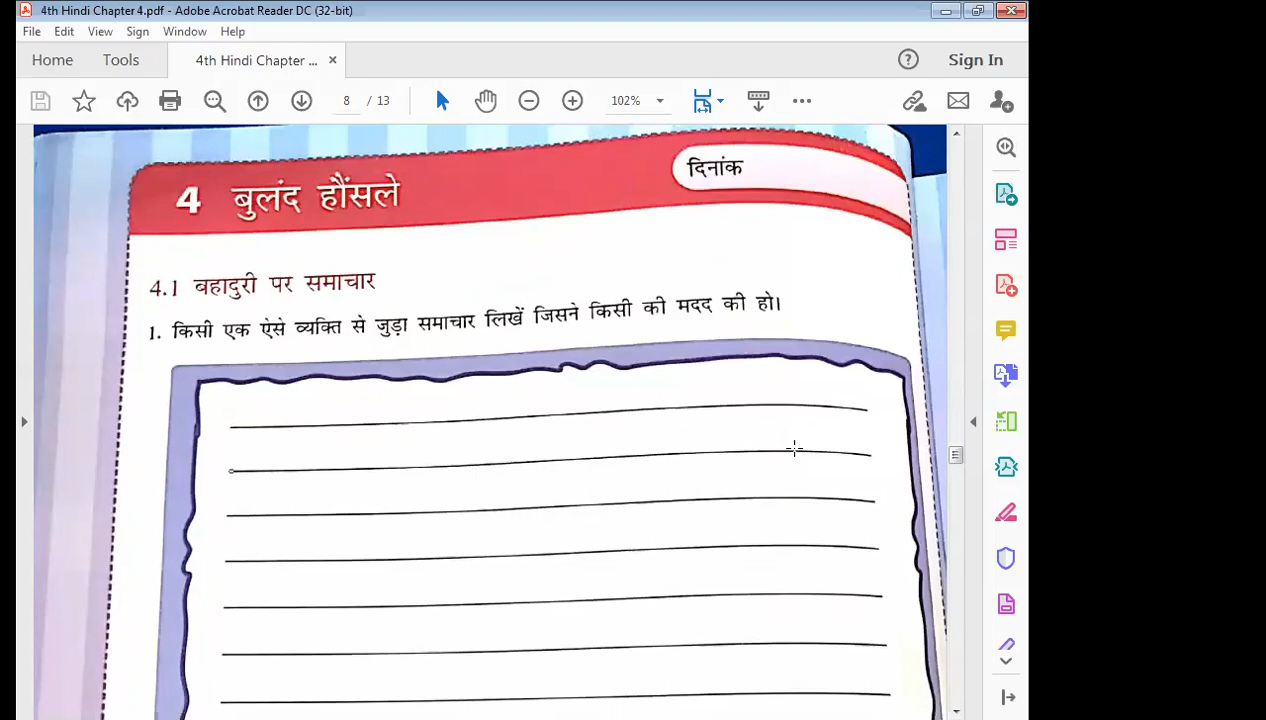 4th Hindi Chapter 4.pdf - Adobe Acrobat Reader DC (32-bit)
File Edit View Sign Window Help
Home Tools 4th Hindi Chapter ... × Sign In
8 / 13 102%
4 बुलंद हौंसले
दिनांक
4.1 बहादुरी पर समाचार
1. किसी एक ऐसे व्यक्ति से जुड़ा समाचार लिखें जिसने किसी की मदद की हो।